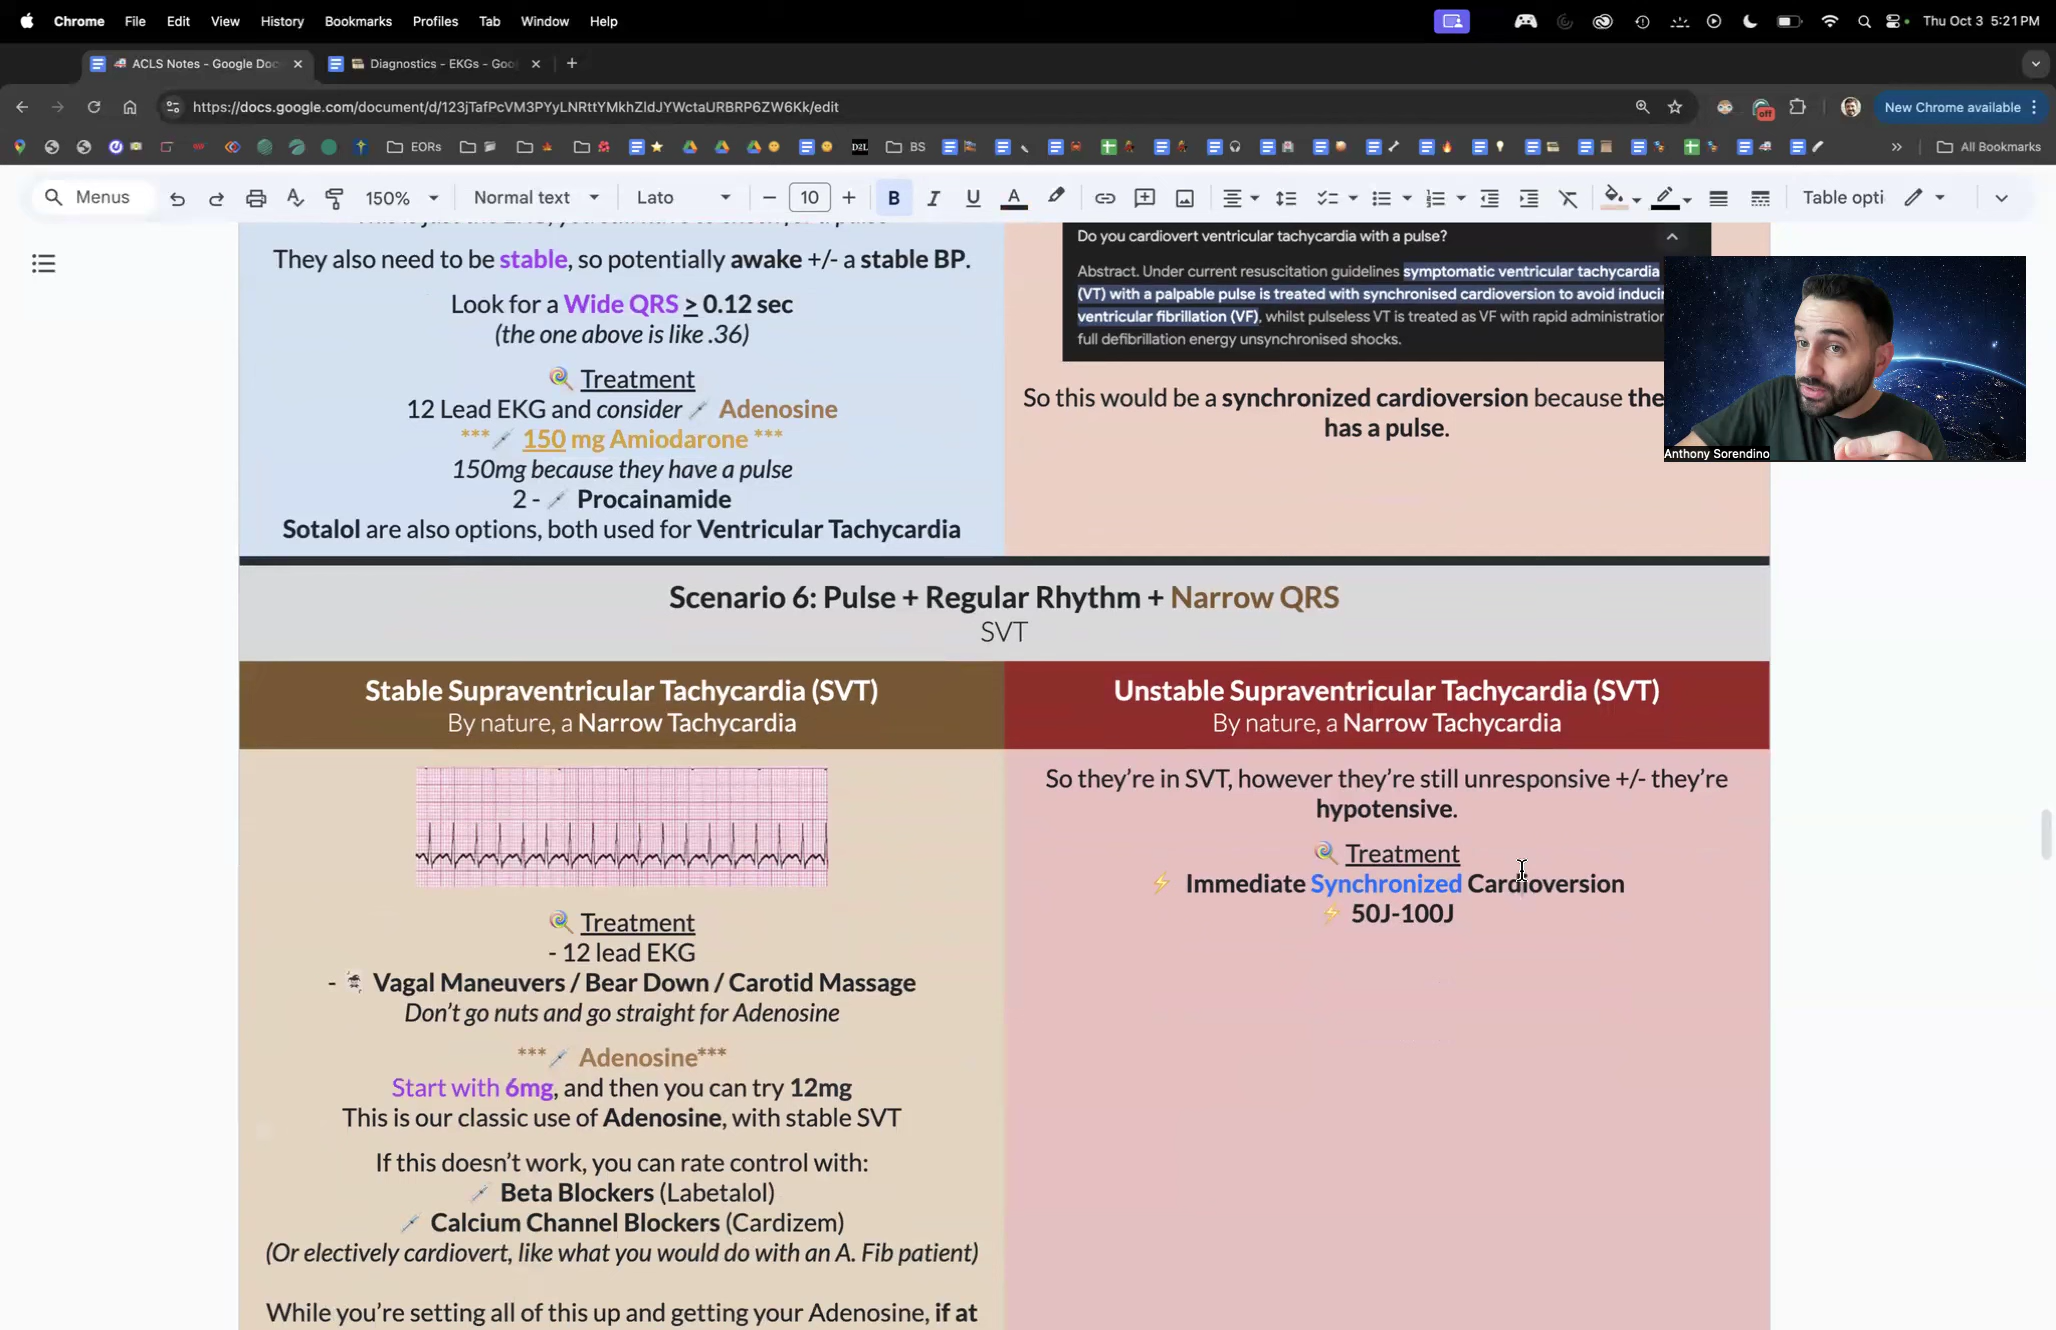 Chrome File Edit View History Bookmarks Profiles Tab Window Help
Thu Oct 3 5:21 PM
ACLS Notes - Google Doc
Diagnostics - EKGs - Goo
https://docs.google.com/document/d/123jTafPcVM3PYyLNRttYMkhZldJYWctaURBRP6ZW6Kk/edit
off
New Chrome available
EORs
D2L
BS
All Bookmarks
Menus
150%
Normal text
Lato
10
B
I
U
A
Table opti
They also need to be stable, so potentially awake +/- a stable BP.
Look for a Wide QRS > 0.12 sec
(the one above is like .36)
Treatment
12 Lead EKG and consider Adenosine
*** 150 mg Amiodarone ***
150mg because they have a pulse
2 - Procainamide
Sotalol are also options, both used for Ventricular Tachycardia
Do you cardiovert ventricular tachycardia with a pulse?
Abstract. Under current resuscitation guidelines symptomatic ventricular tachycardia
(VT) with a palpable pulse is treated with synchronised cardioversion to avoid inducin
ventricular fibrillation (VF), whilst pulseless VT is treated as VF with rapid administration
full defibrillation energy unsynchronised shocks.
So this would be a synchronized cardioversion because the
has a pulse.
Anthony Sorendino
Scenario 6: Pulse + Regular Rhythm + Narrow QRS
SVT
Stable Supraventricular Tachycardia (SVT)
By nature, a Narrow Tachycardia
Treatment
- 12 lead EKG
- Vagal Maneuvers / Bear Down / Carotid Massage
Don't go nuts and go straight for Adenosine
*** Adenosine***
Start with 6mg, and then you can try 12mg
This is our classic use of Adenosine, with stable SVT
If this doesn't work, you can rate control with:
Beta Blockers (Labetalol)
Calcium Channel Blockers (Cardizem)
(Or electively cardiovert, like what you would do with an A. Fib patient)
While you're setting all of this up and getting your Adenosine, if at
Unstable Supraventricular Tachycardia (SVT)
By nature, a Narrow Tachycardia
So they're in SVT, however they're still unresponsive +/- they're
hypotensive.
Treatment
Immediate Synchronized Cardioversion
50J-100J